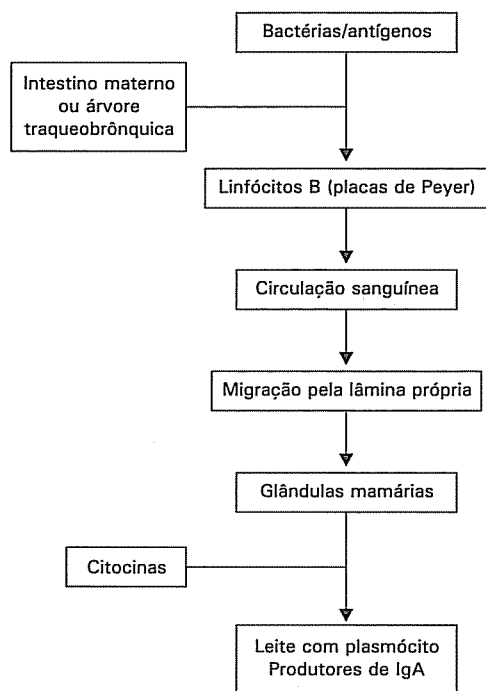 Bactérias/antígenos
Intestino materno
ou árvore
traqueobrônquica
Linfócitos B (placas de Peyer)
Circulação sanguínea
Migração pela lâmina própria
Glândulas mamárias
Citocinas
Leite com plasmócito
Produtores de IgA